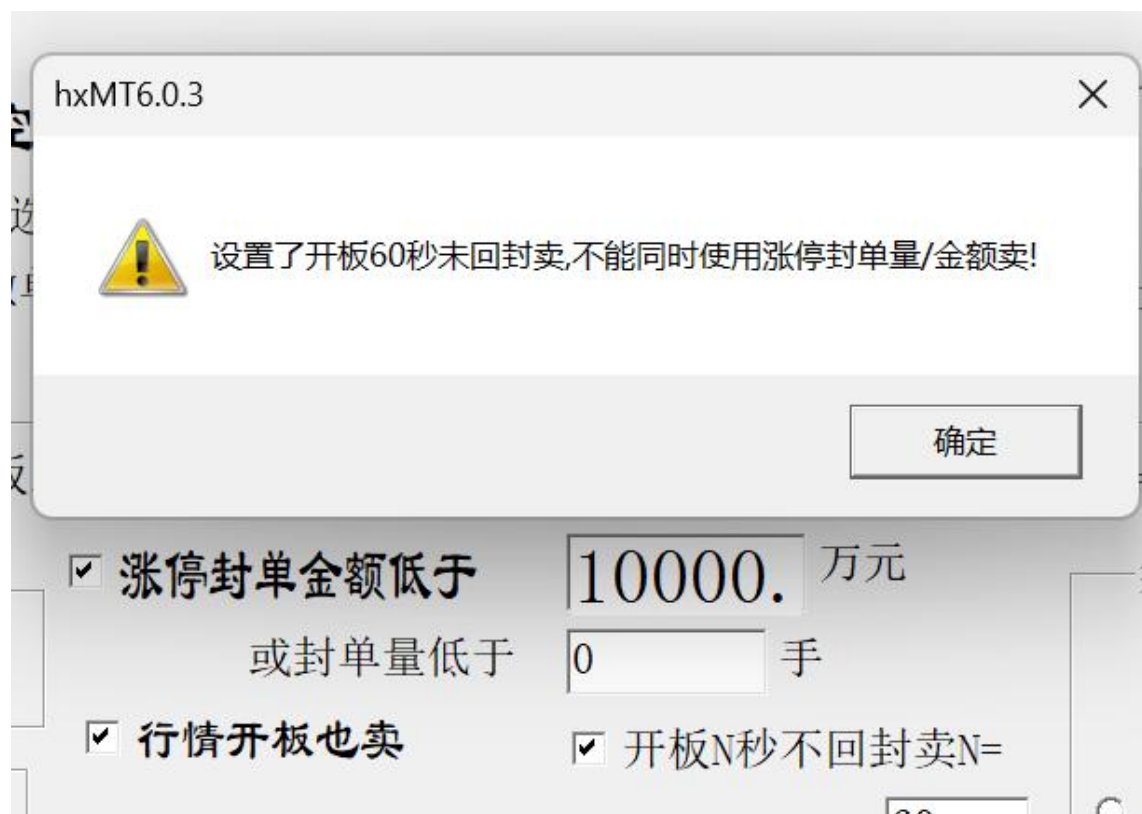 hxMT6.0.3
设置了开板60秒未回封卖,不能同时使用涨停封单量/金额卖!
确定
涨停封单金额低于 10000. 万元
或封单量低于 0 手
行情开板也卖 开板N秒不回封卖N=